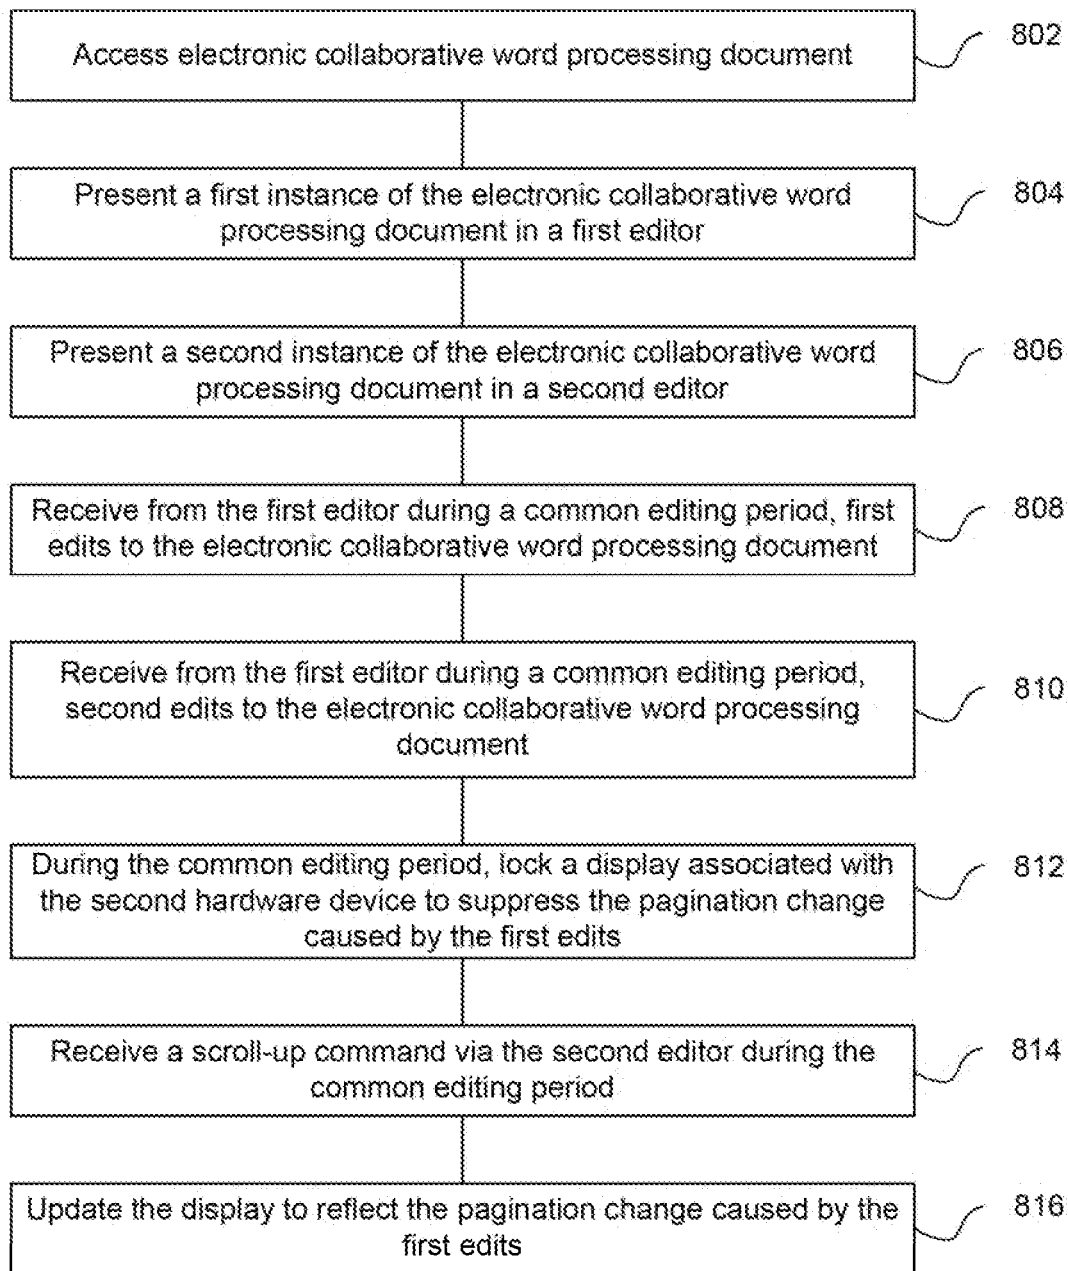 Access electronic collaborative word processing document
802
Present a first instance of the electronic collaborative word
processing document in a first editor
804
Present a second instance of the electronic collaborative word
processing document in a second editor
806
Receive from the first editor during a common editing period, first
edits to the electronic collaborative word processing document
808
Receive from the first editor during a common editing period,
second edits to the electronic collaborative word processing
document
810
During the common editing period, lock a display associated with
the second hardware device to suppress the pagination change
caused by the first edits
812
Receive a scroll-up command via the second editor during the
common editing period
814
Update the display to reflect the pagination change caused by the
first edits
816